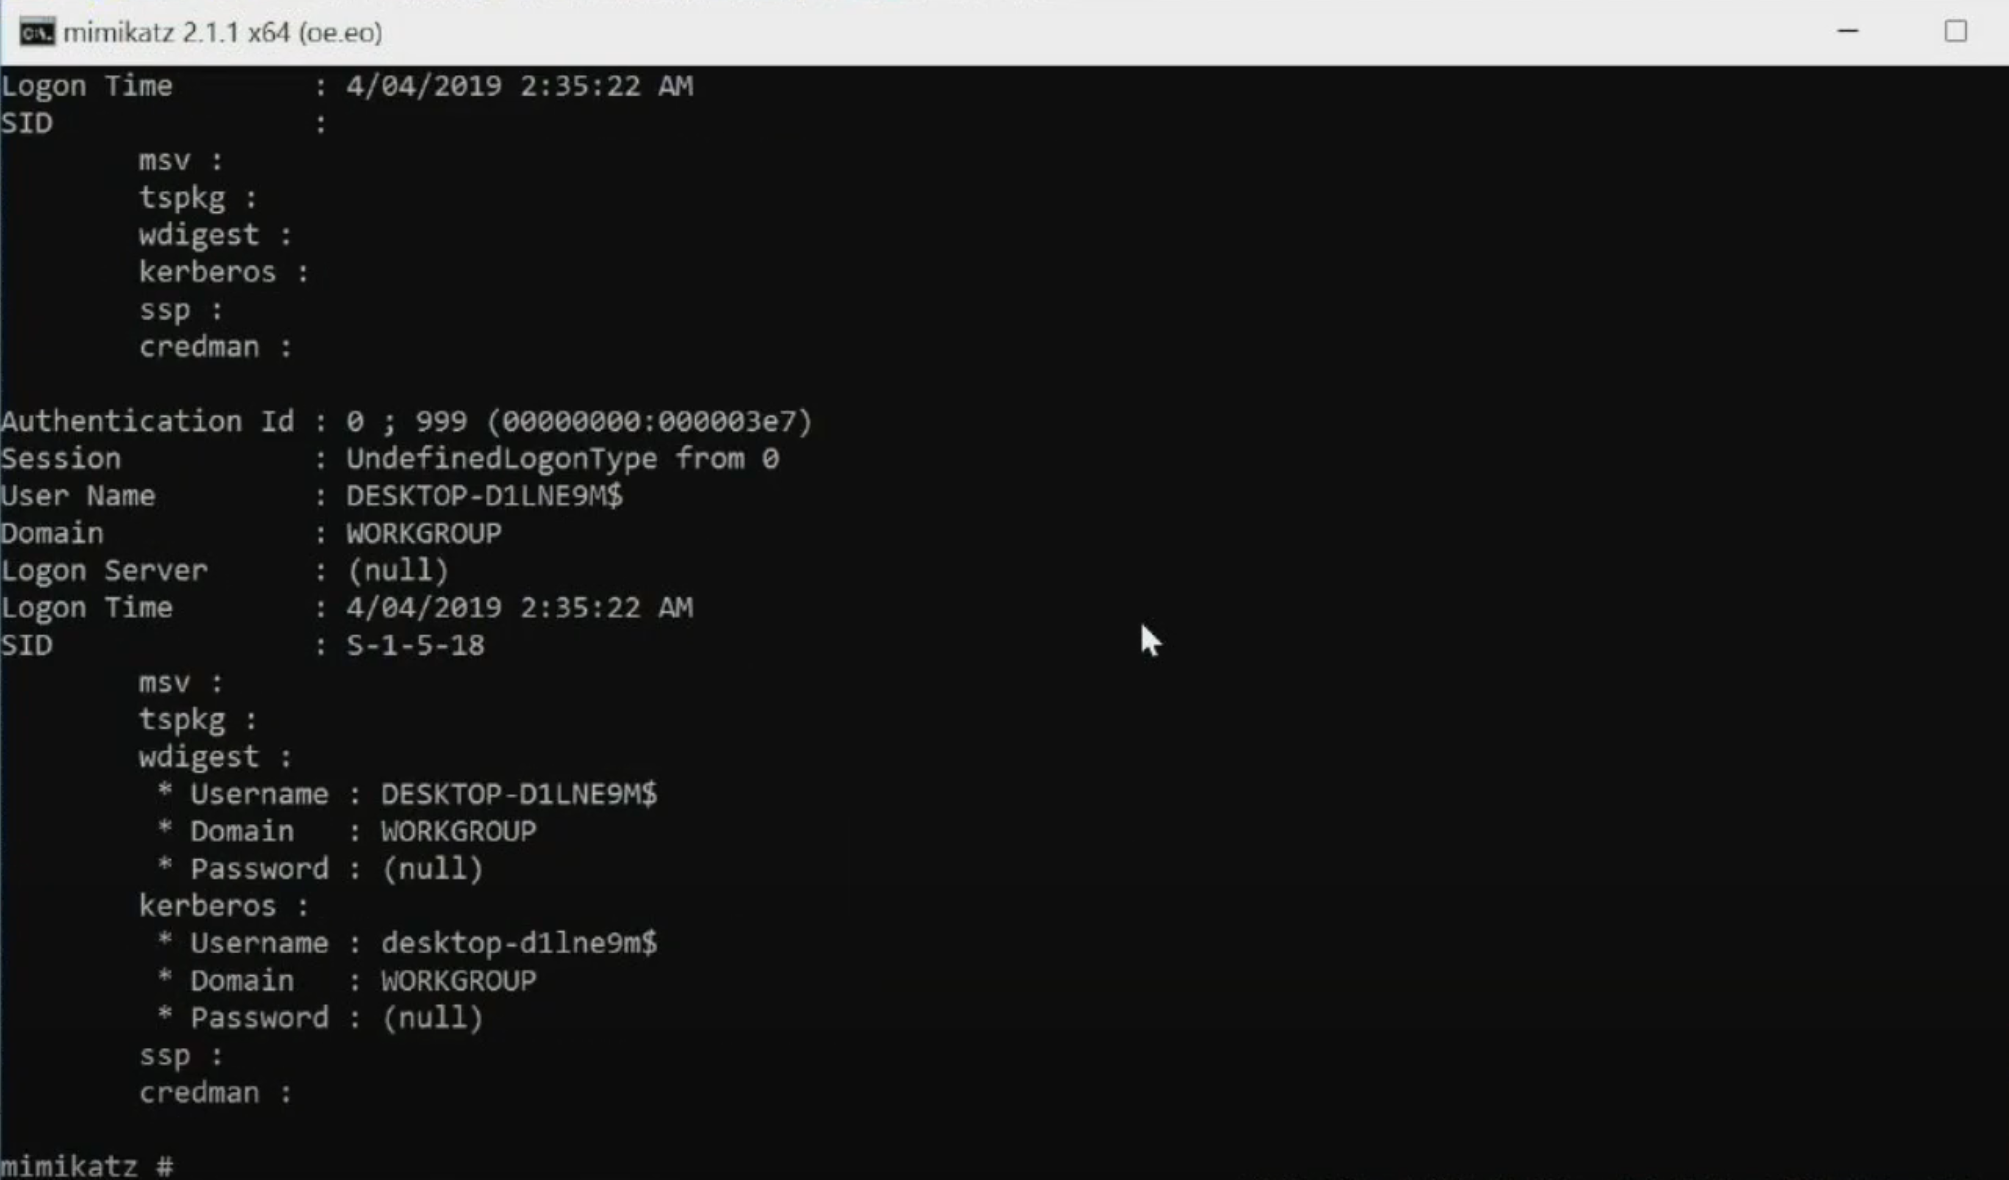 mimikatz 2.1.1 x64 (oe.eo)
Logon Time : 4/04/2019 2:35:22 AM
SID :
msv :
tspkg :
wdigest :
kerberos :
ssp :
credman :
Authentication Id : 0 ; 999 (00000000:000003e7)
Session : UndefinedLogonType from 0
User Name : DESKTOP-D1LNE9M$
Domain : WORKGROUP
Logon Server : (null)
Logon Time : 4/04/2019 2:35:22 AM
SID : S-1-5-18
msv :
tspkg :
wdigest :
* Username : DESKTOP-D1LNE9M$
* Domain : WORKGROUP
* Password : (null)
kerberos :
* Username : desktop-d1lne9m$
* Domain : WORKGROUP
* Password : (null)
ssp :
credman :
mimikatz #